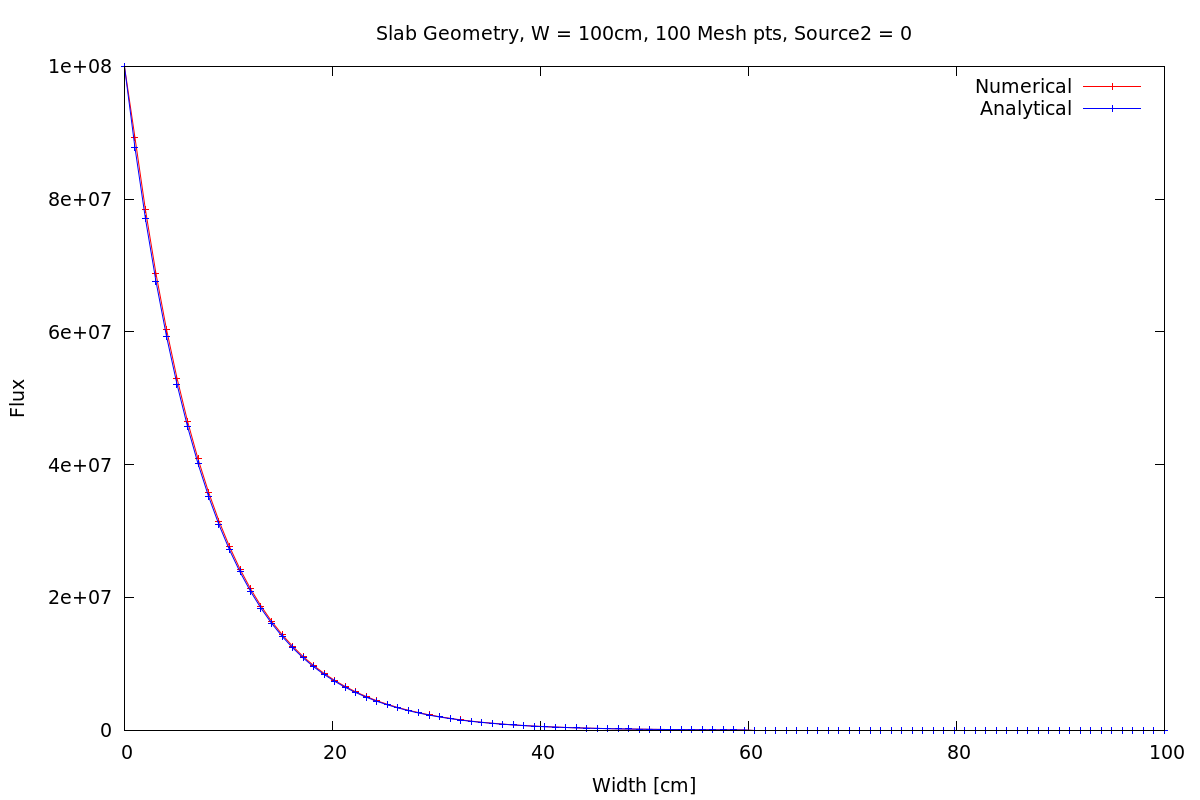 Slab Geometry, W = 100cm, 100 Mesh pts, Source2 = 0
1e+08
8e+07
6e+07
4e+07
2e+07
0
Flux
Numerical
Analytical
0 20 40 60 80 100
Width [cm]